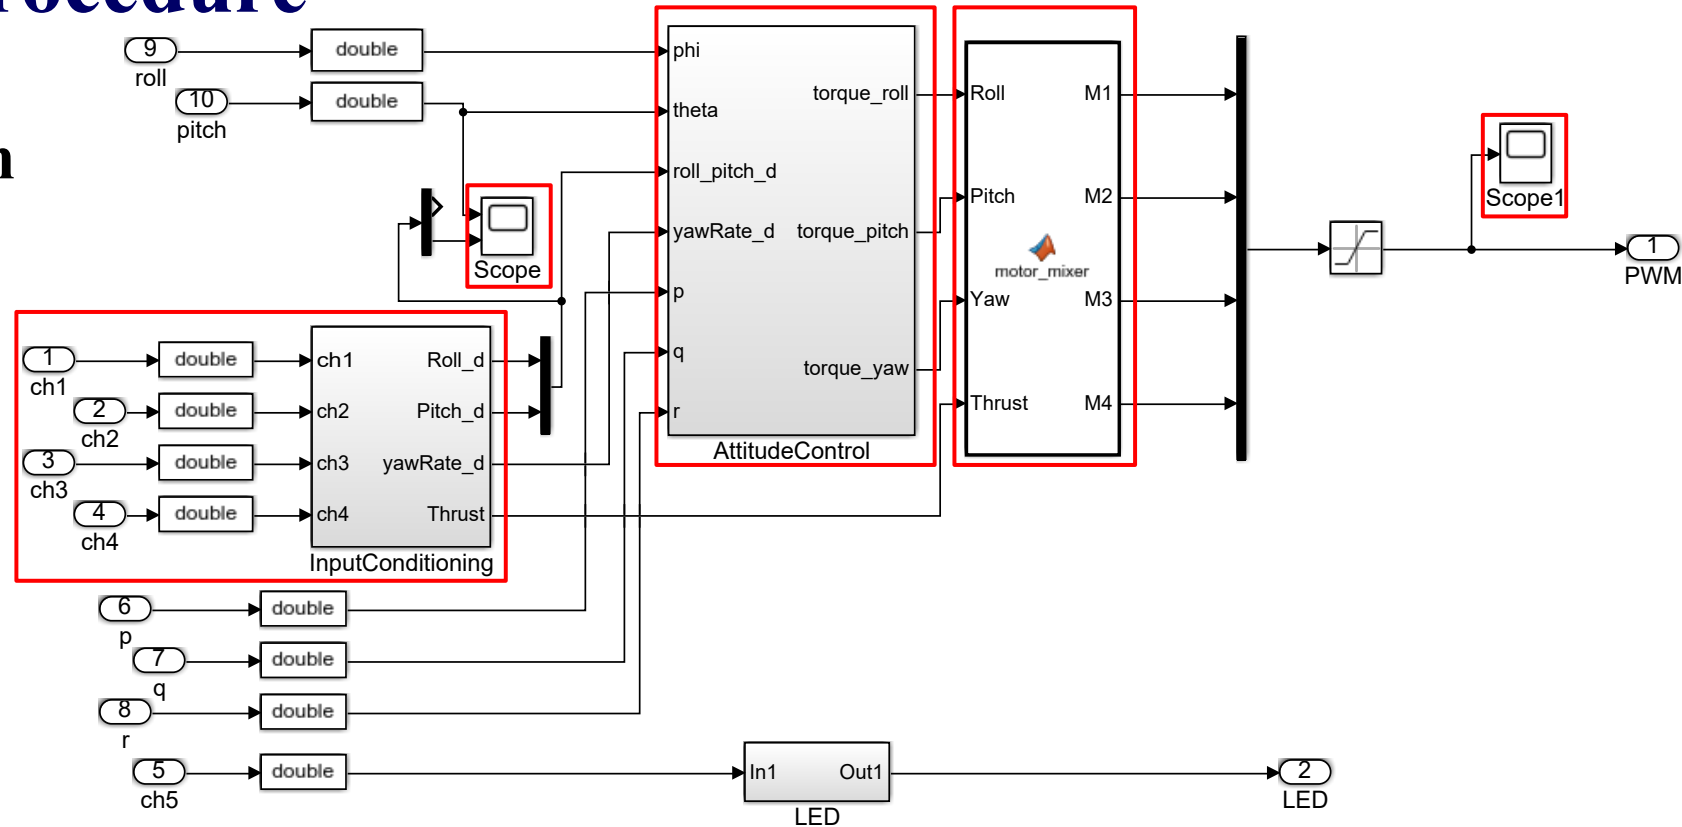 rocedure
n
9
roll
double
10
pitch
double
Scope
phi
theta
roll_pitch_d
yawRate_d
p
q
r
torque_roll
torque_pitch
torque_yaw
AttitudeControl
Roll
Pitch
Yaw
Thrust
motor_mixer
M1
M2
M3
M4
Scope1
1
PWM
1
ch1
double
2
ch2
double
3
ch3
double
4
ch4
double
ch1
ch2
ch3
ch4
Roll_d
Pitch_d
yawRate_d
Thrust
InputConditioning
6
p
double
7
q
double
8
r
double
5
ch5
double
In1
Out1
LED
2
LED